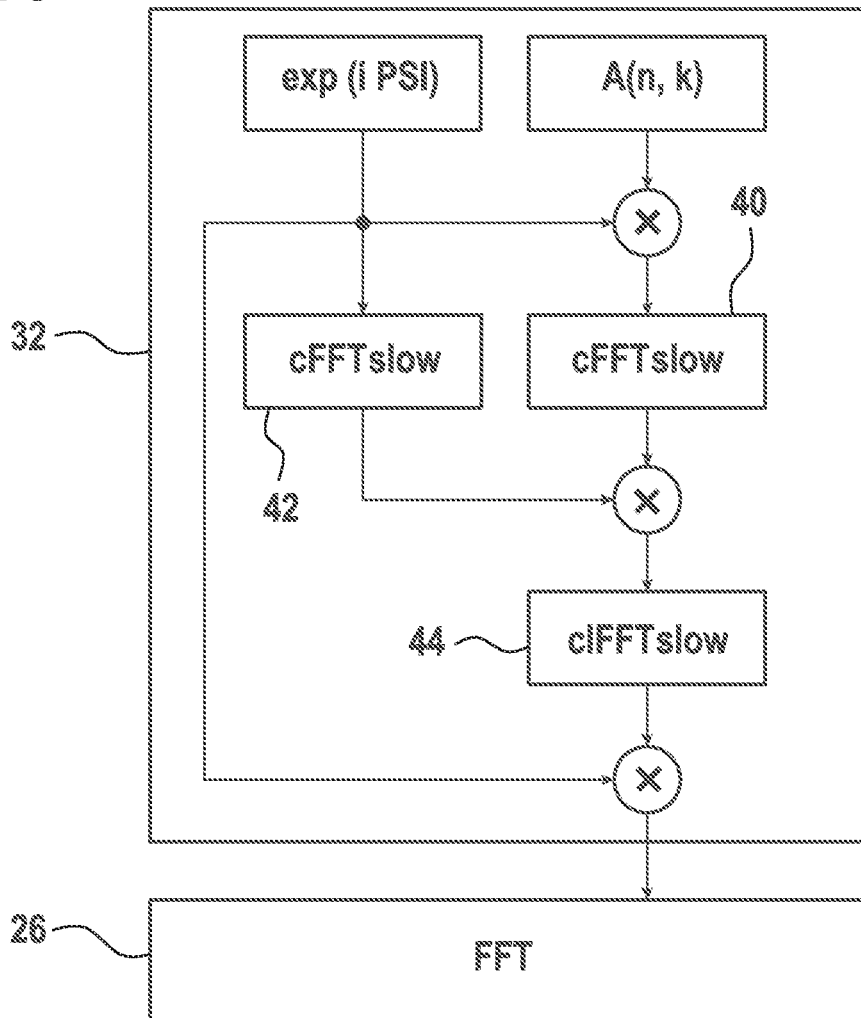 exp (i PSI)
A(n, k)
×
40
32
cFFTslow
cFFTslow
42
×
44
cIFFTslow
×
26
FFT